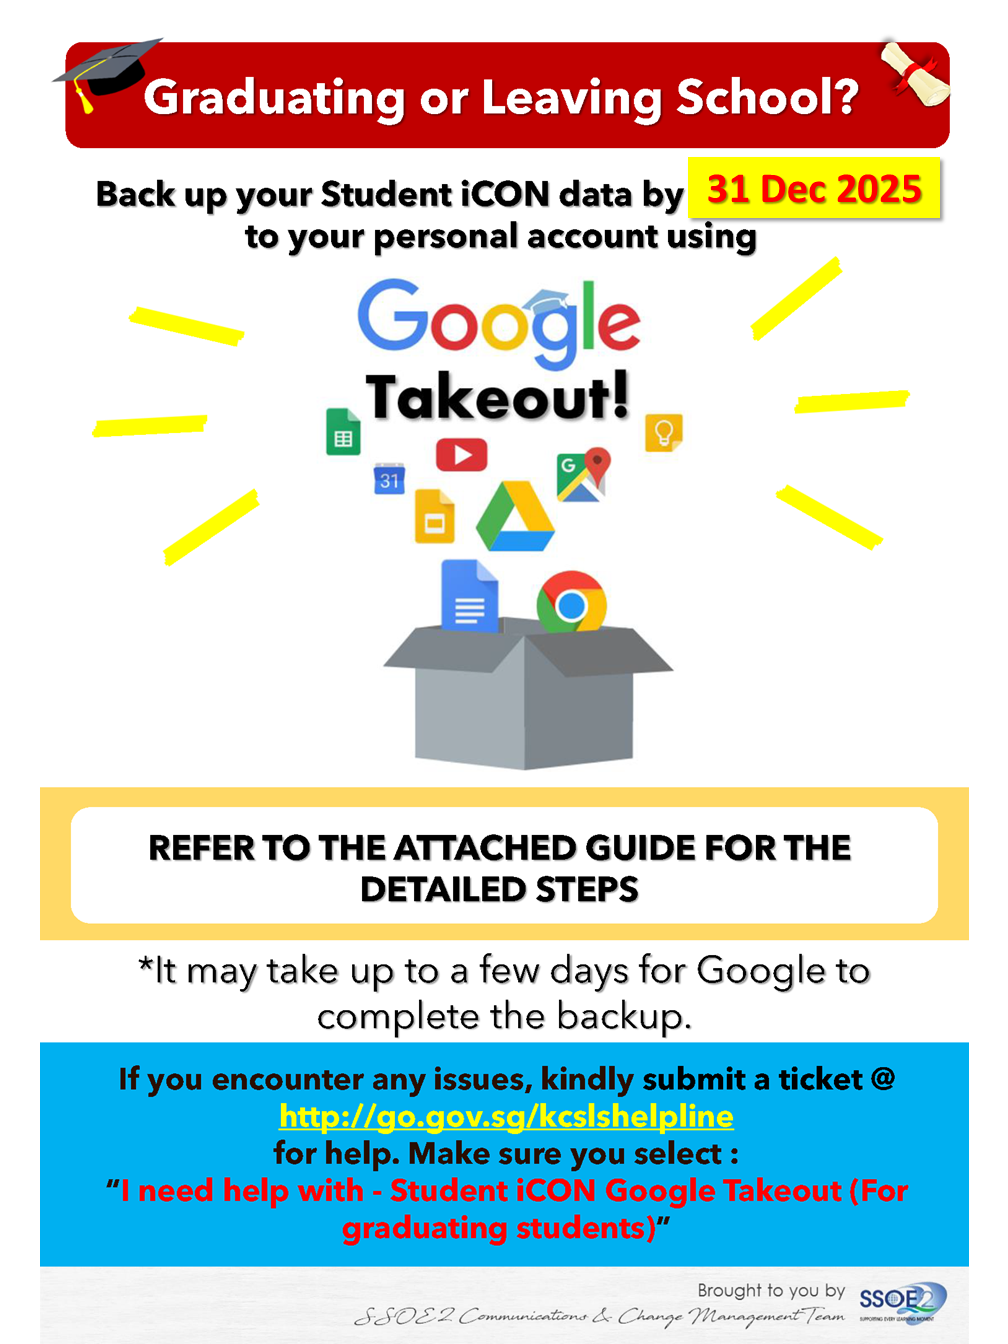 Graduating or Leaving School?
Back up your Student iCON data by 31 Dec 2025
to your personal account using
Google
Takeout!
31
G
REFER TO THE ATTACHED GUIDE FOR THE
DETAILED STEPS
*It may take up to a few days for Google to
complete the backup.
If you encounter any issues, kindly submit a ticket @
http://go.gov.sg/kcslshelpline
for help. Make sure you select :
“I need help with - Student iCON Google Takeout (For
graduating students)”
Brought to you by
SSOE2 Communications & Change Management Team
SSOE2
SUPPORTING EVERY LEARNING MOMENT